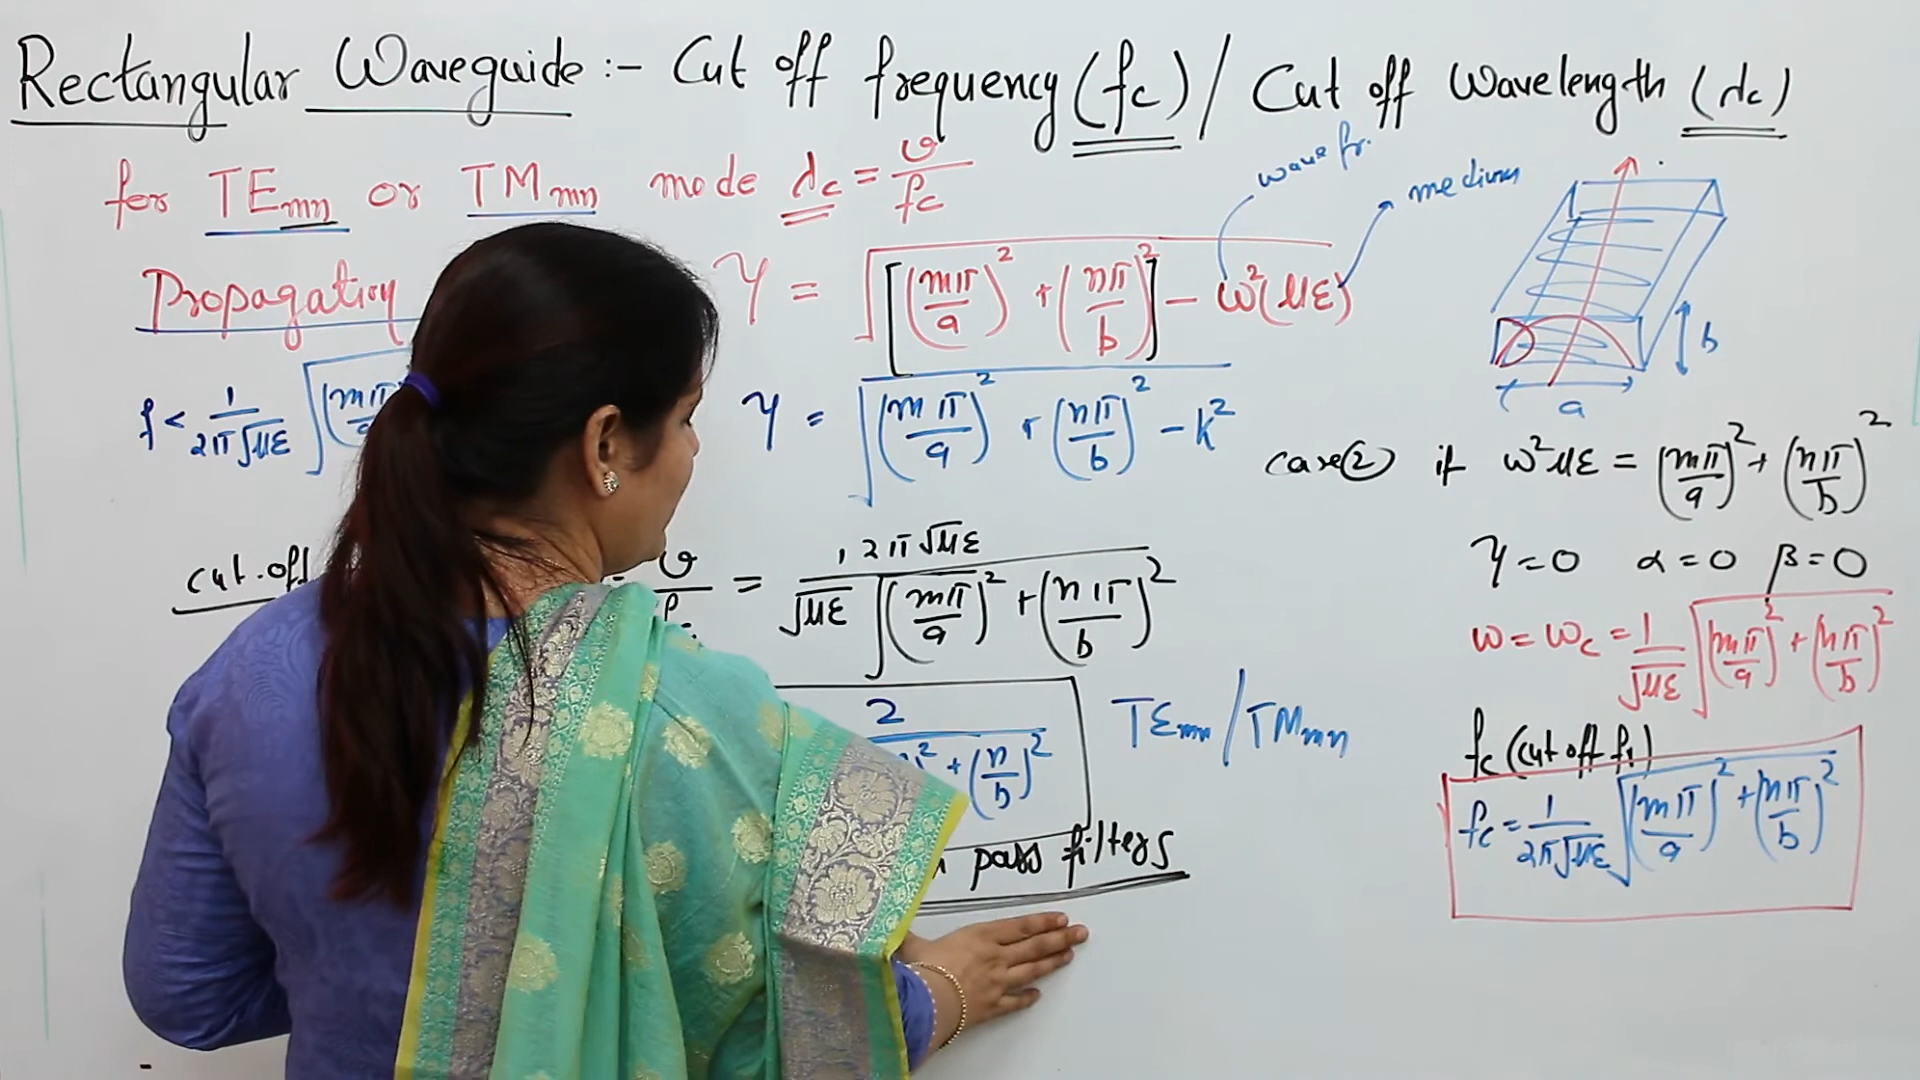 Rectangular Waveguide :- Cut off frequency (fc) / Cut off Wavelength (λc)
for TEmn or TMmn mode λc = v/fc
wave fr.
medium
Propagation γ = √([(mπ/a)² + (nπ/b)²] - ω²(με))
b
a
f < 1/2π√με √(mπ
γ = √((mπ/a)² + (nπ/b)² - k²)
case ② if ω²με = (mπ/a)² + (nπ/b)²
γ = 0 α = 0 β = 0
cut-off v = 2π√με / 1/√με √((mπ/a)² + (nπ/b)²)
ω = ωc = 1/√με √((mπ/a)² + (nπ/b)²)
2 / ² + (n/b)²
TEmn / TMmn
fc (cut off fr)
fc = 1/2π√με √((mπ/a)² + (nπ/b)²)
pass filters